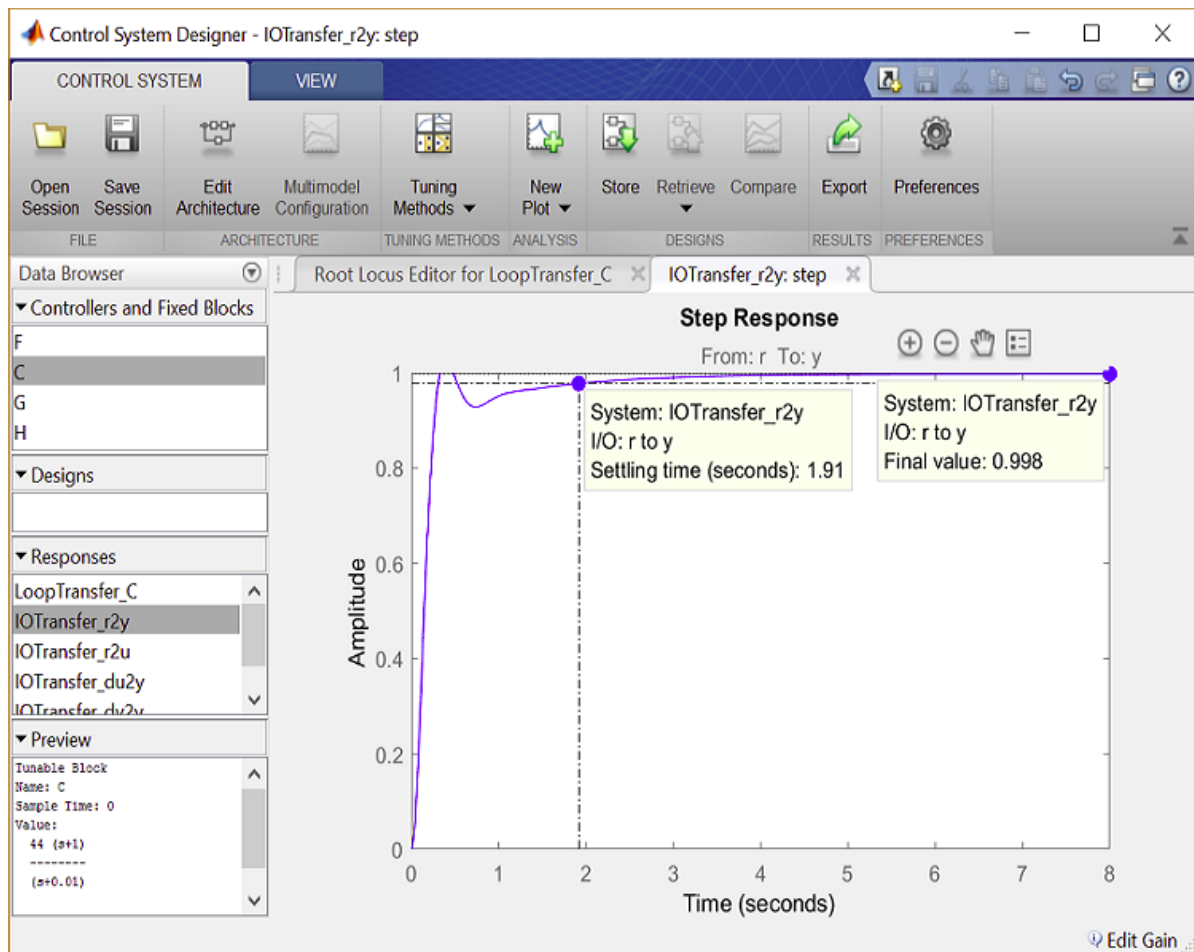 Control System Designer - IOTransfer_r2y: step
CONTROL SYSTEM
VIEW
Open Session
Save Session
Edit Architecture
Multimodel Configuration
Tuning Methods
New Plot
Store
Retrieve
Compare
Export
Preferences
FILE
ARCHITECTURE
TUNING METHODS
ANALYSIS
DESIGNS
RESULTS
PREFERENCES
Data Browser
Controllers and Fixed Blocks
F
C
G
H
Designs
Responses
LoopTransfer_C
IOTransfer_r2y
IOTransfer_r2u
IOTransfer_du2y
IOTransfer_dy2y
Preview
Tunable Block
Name: C
Sample Time: 0
Value:
44 (s+1)
--------
(s+0.01)
Root Locus Editor for LoopTransfer_C
IOTransfer_r2y: step
Step Response
From: r To: y
System: IOTransfer_r2y
I/O: r to y
Settling time (seconds): 1.91
System: IOTransfer_r2y
I/O: r to y
Final value: 0.998
Amplitude
1
0.8
0.6
0.4
0.2
0
0 1 2 3 4 5 6 7 8
Time (seconds)
Edit Gain